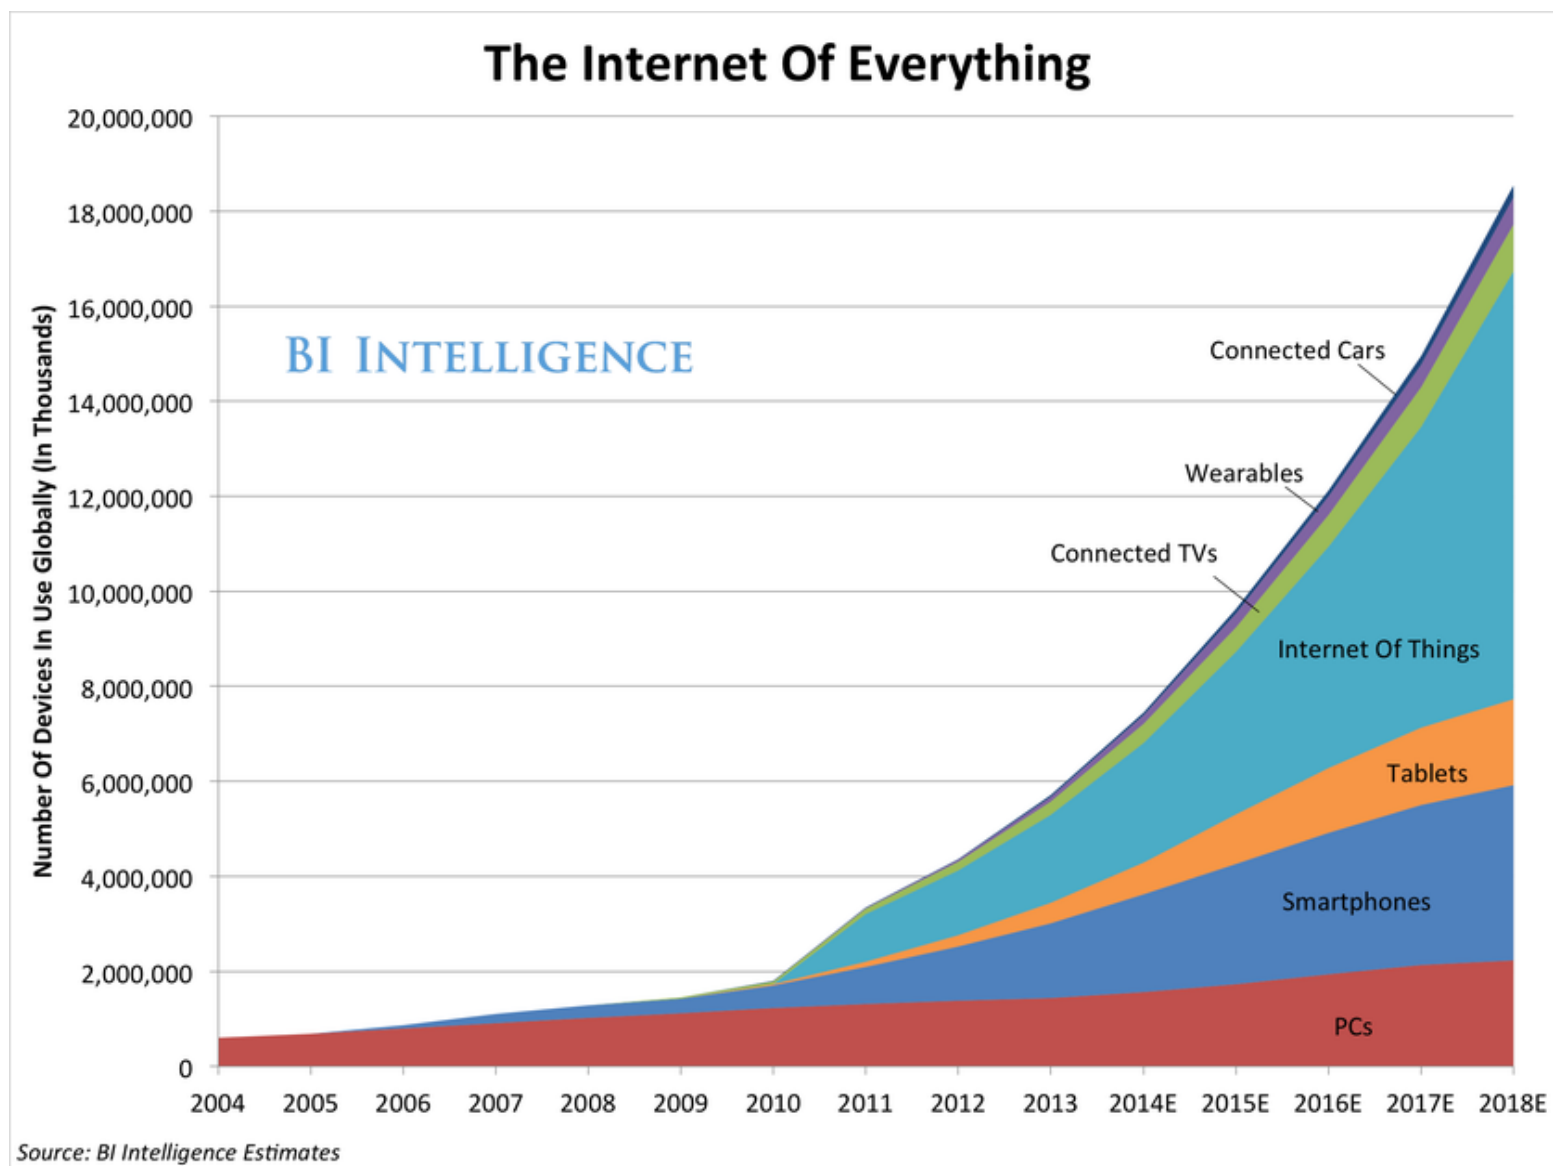 The Internet Of Everything
Number Of Devices In Use Globally (In Thousands)
20,000,000
18,000,000
16,000,000
14,000,000
12,000,000
10,000,000
8,000,000
6,000,000
4,000,000
2,000,000
0
BI INTELLIGENCE
Connected Cars
Wearables
Connected TVs
Internet Of Things
Tablets
Smartphones
PCs
2004 2005 2006 2007 2008 2009 2010 2011 2012 2013 2014E 2015E 2016E 2017E 2018E
Source: BI Intelligence Estimates